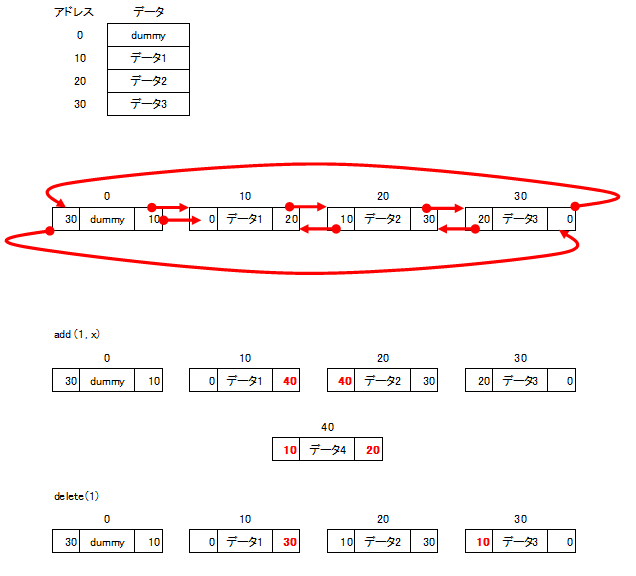 アドレス データ
0 dummy
10 データ1
20 データ2
30 データ3
0 10 20 30
30 dummy 10 0 データ1 20 10 データ2 30 20 データ3 0
add(1,x)
0 10 20 30
30 dummy 10 0 データ1 40 40 データ2 30 20 データ3 0
40
10 データ4 20
delete(1)
0 10 20 30
30 dummy 10 0 データ1 30 10 データ2 30 10 データ3 0